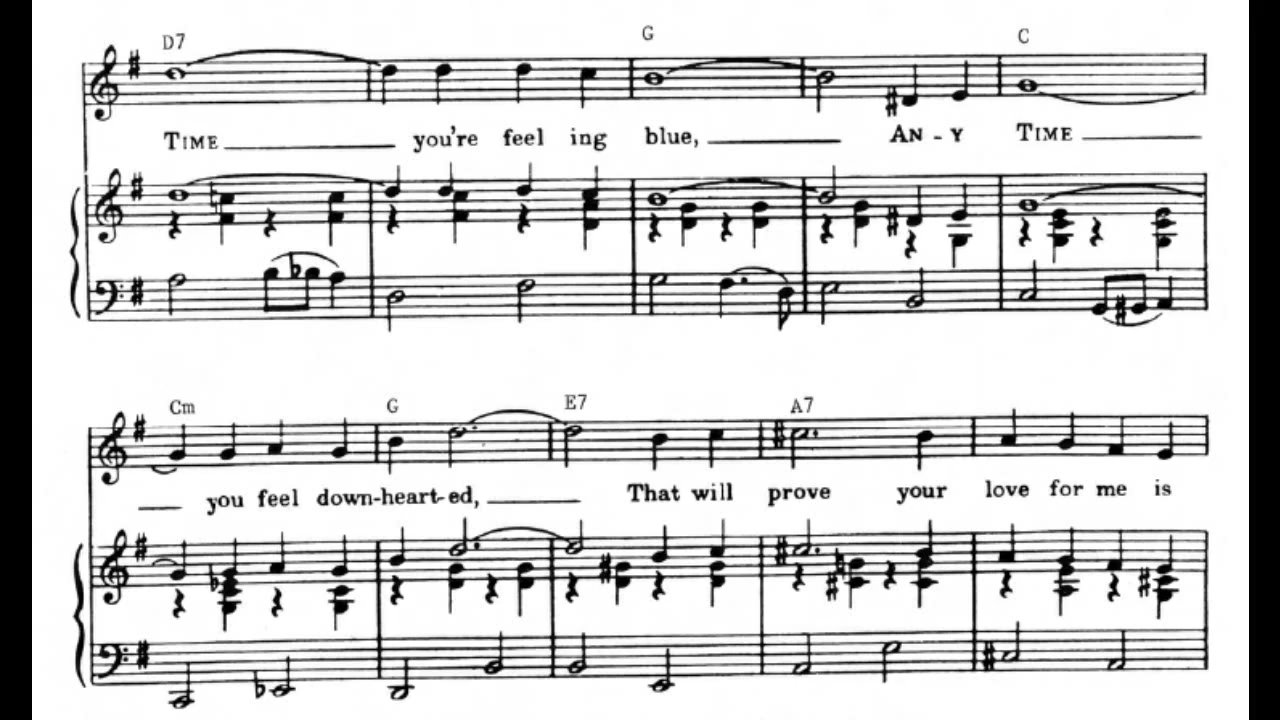 D7 G C
TIME you're feel ing blue, AN - Y TIME
Cm G E7 A7
you feel down-heart-ed, That will prove your love for me is